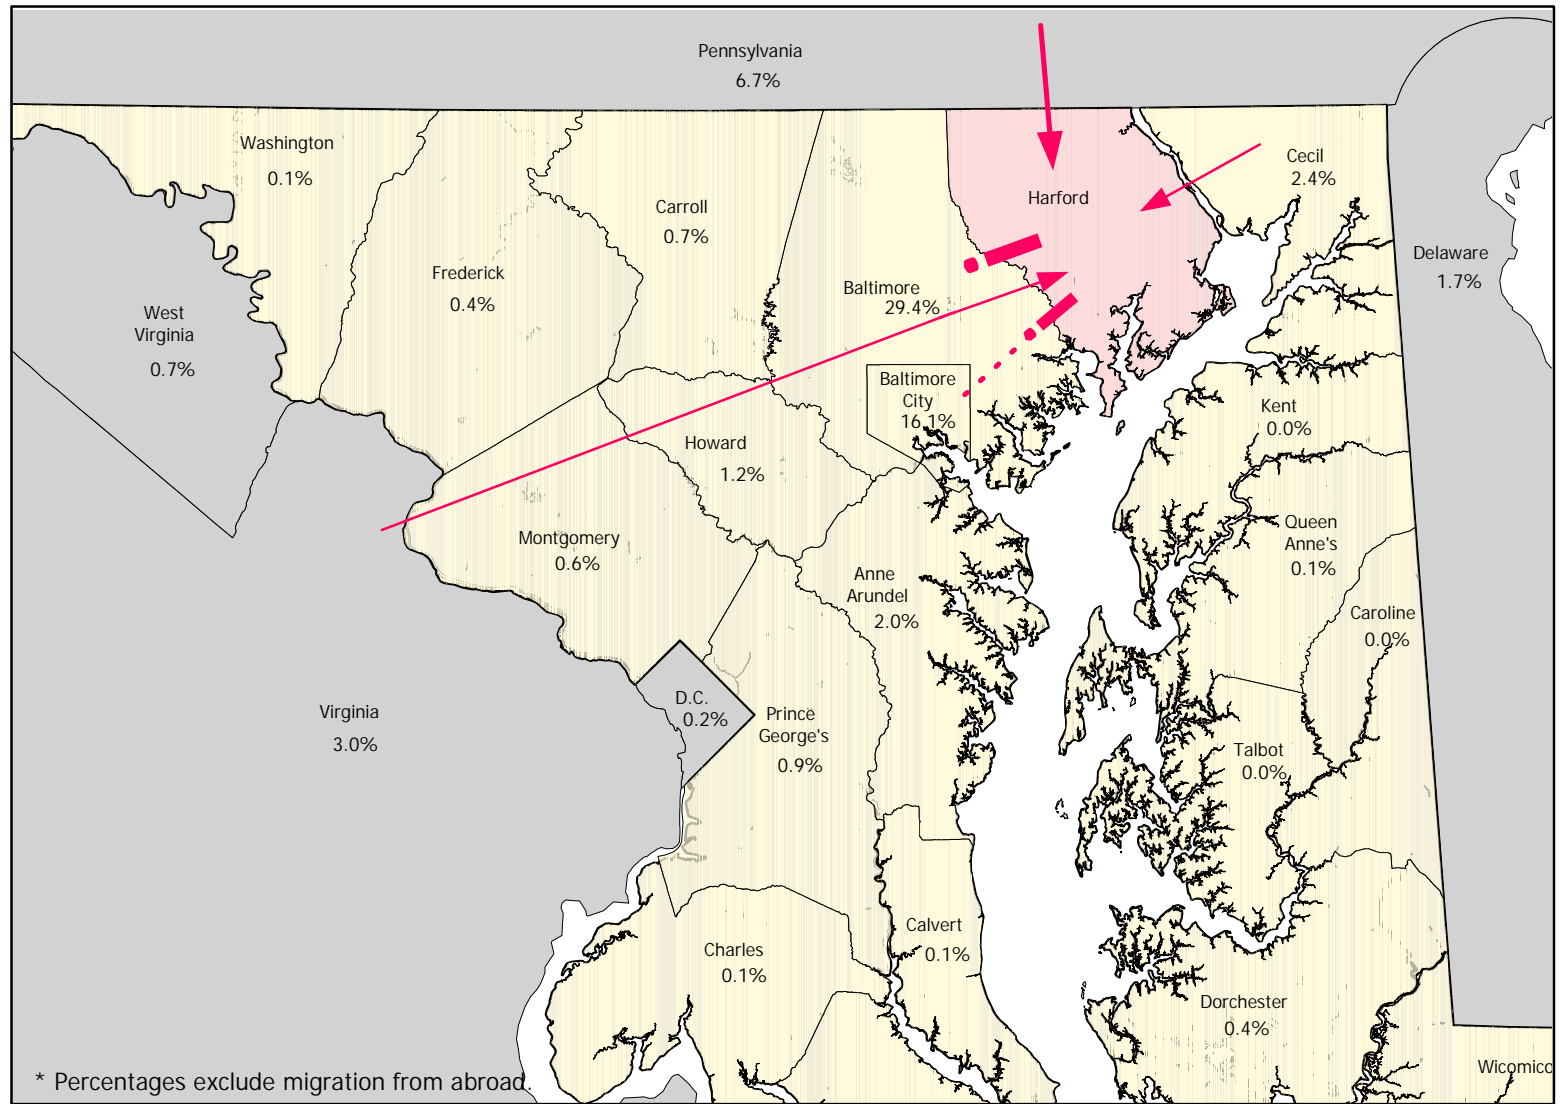 Pennsylvania
6.7%
Washington
0.1%
Cecil
2.4%
Harford
Carroll
0.7%
Delaware
1.7%
Frederick
0.4%
Baltimore
29.4%
West
Virginia
0.7%
Baltimore
City
16.1%
Kent
0.0%
Howard
1.2%
Queen
Anne's
0.1%
Montgomery
0.6%
Anne
Arundel
2.0%
Caroline
0.0%
D.C.
0.2%
Virginia
3.0%
Prince
George's
0.9%
Talbot
0.0%
Calvert
0.1%
Charles
0.1%
Dorchester
0.4%
Wicomico
* Percentages exclude migration from abroad.